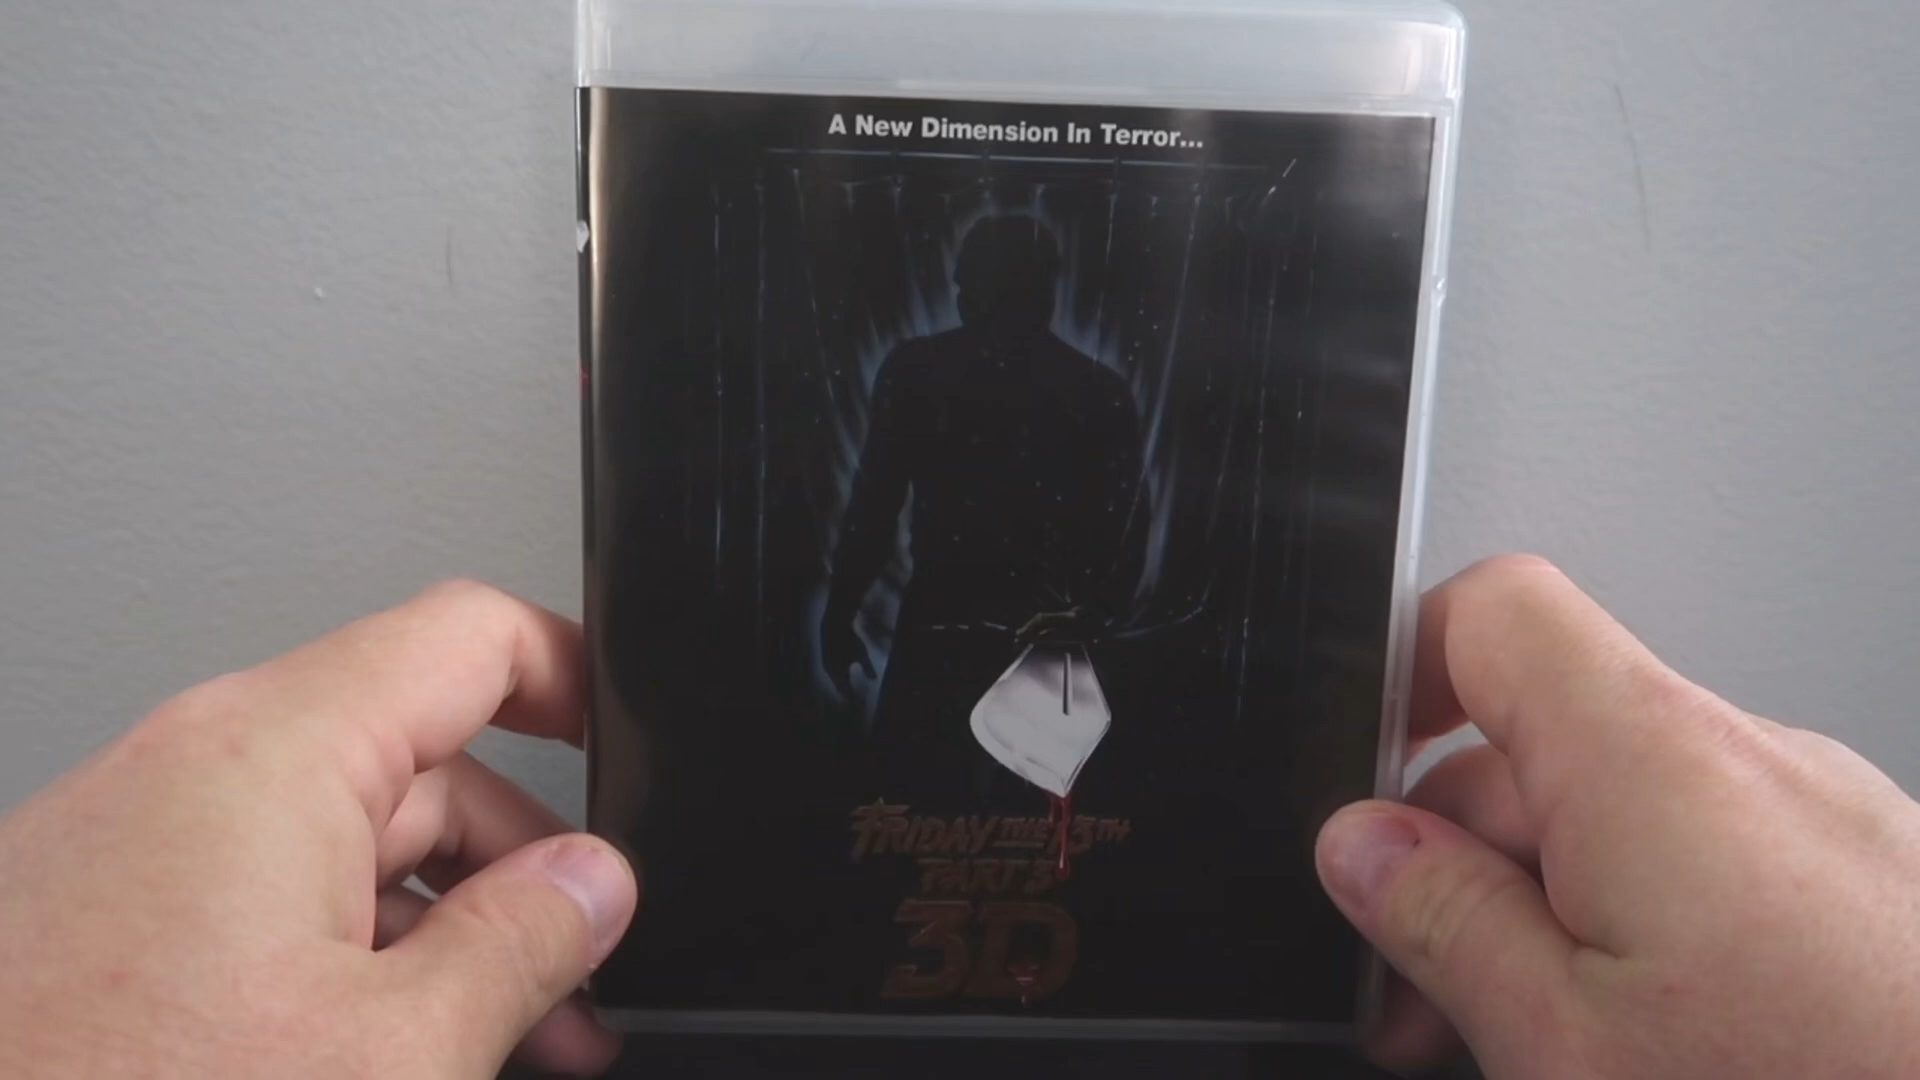 A New Dimension In Terror...
FRIDAY THE 13TH
PART 3
3D